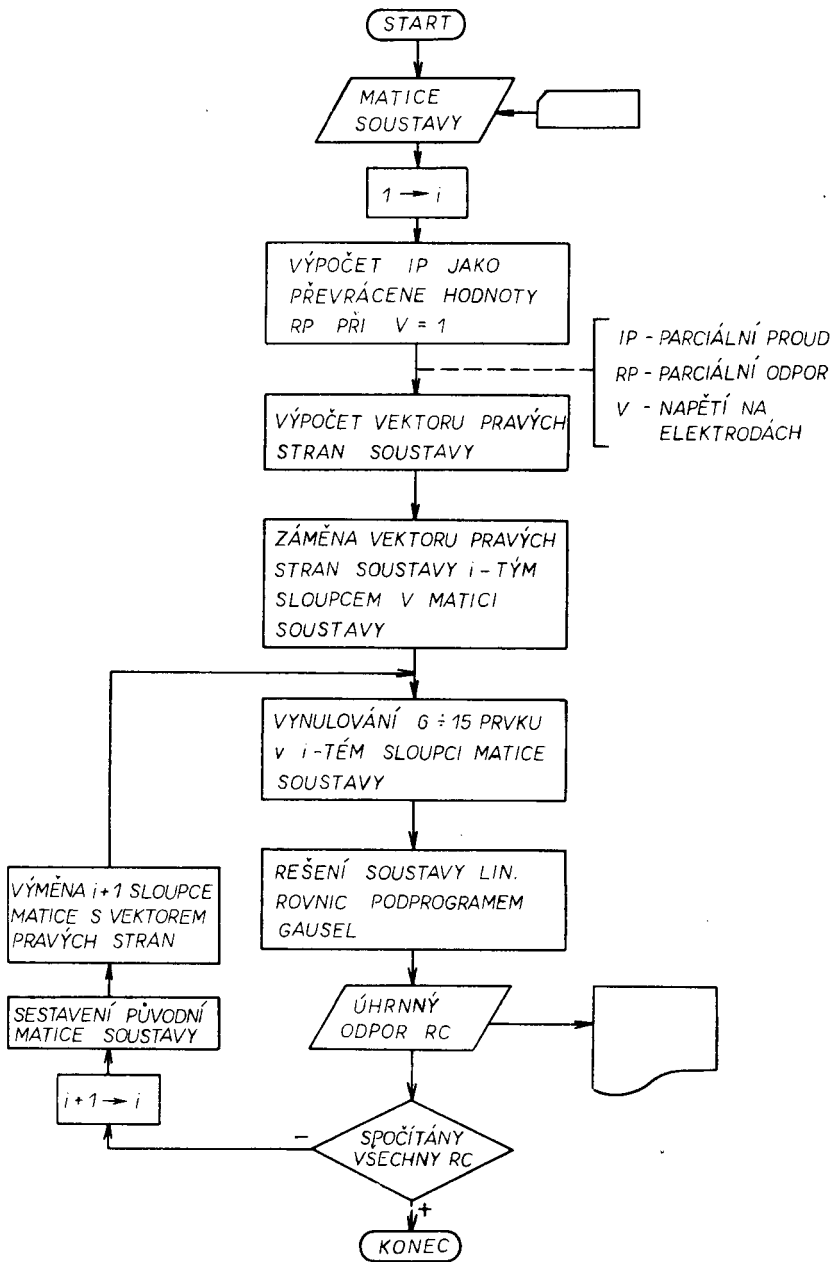 START
MATICE
SOUSTAVY
1 → i
VÝPOČET IP JAKO
PŘEVRÁCENE HODNOTY
RP PŘI V = 1
IP - PARCIÁLNÍ PROUD
RP - PARCIÁLNÍ ODPOR
V - NAPĚTÍ NA
ELEKTRODÁCH
VÝPOČET VEKTORU PRAVÝCH
STRAN SOUSTAVY
ZÁMĚNA VEKTORU PRAVÝCH
STRAN SOUSTAVY i-TÝM
SLOUPCEM V MATICI
SOUSTAVY
VYNULOVÁNÍ 6 ÷ 15 PRVKU
v i-TÉM SLOUPCI MATICE
SOUSTAVY
REŠENÍ SOUSTAVY LIN.
ROVNIC PODPROGRAMEM
GAUSEL
VÝMĚNA i+1 SLOUPCE
MATICE S VEKTOREM
PRAVÝCH STRAN
SESTAVENÍ PŮVODNÍ
MATICE SOUSTAVY
i+1 → i
ÚHRNNÝ
ODPOR RC
SPOČÍTÁNY
VŠECHNY RC
-
+
KONEC